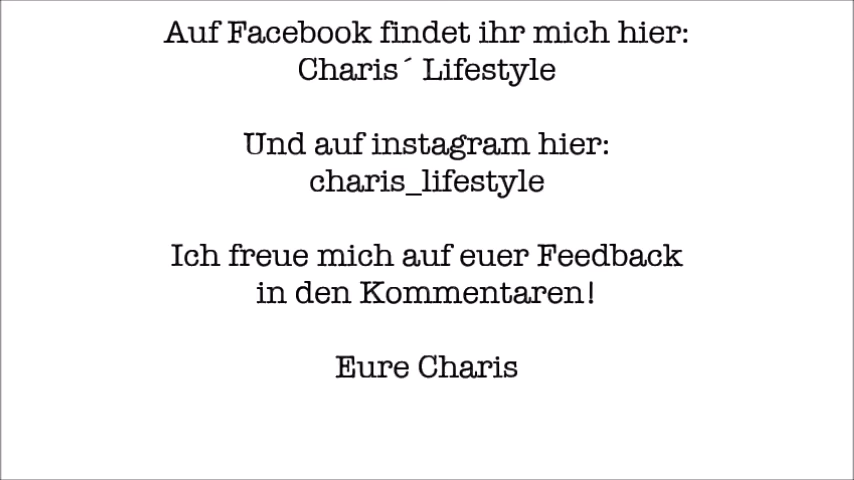 Auf Facebook findet ihr mich hier:
Charis´ Lifestyle
Und auf instagram hier:
charis_lifestyle
Ich freue mich auf euer Feedback
in den Kommentaren!
Eure Charis